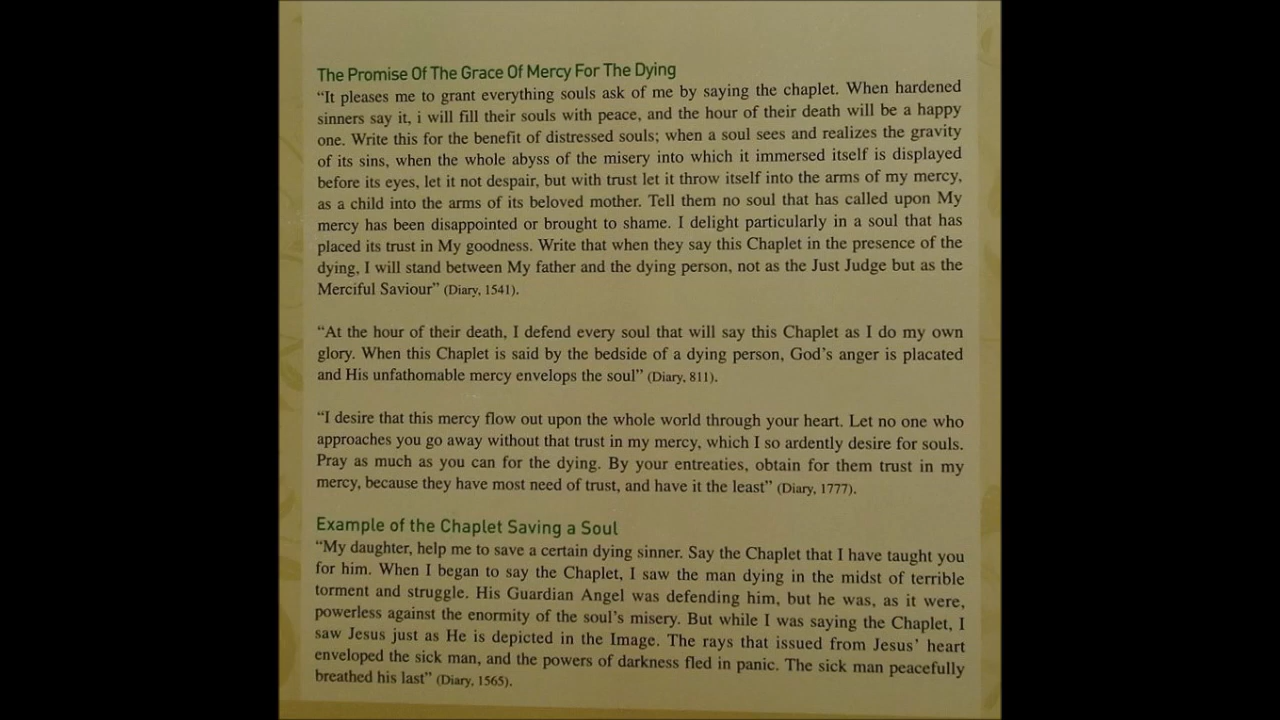 The Promise Of The Grace Of Mercy For The Dying
“It pleases me to grant everything souls ask of me by saying the chaplet. When hardened
sinners say it, i will fill their souls with peace, and the hour of their death will be a happy
one. Write this for the benefit of distressed souls; when a soul sees and realizes the gravity
of its sins, when the whole abyss of the misery into which it immersed itself is displayed
before its eyes, let it not despair, but with trust let it throw itself into the arms of my mercy,
as a child into the arms of its beloved mother. Tell them no soul that has called upon My
mercy has been disappointed or brought to shame. I delight particularly in a soul that has
placed its trust in My goodness. Write that when they say this Chaplet in the presence of the
dying, I will stand between My father and the dying person, not as the Just Judge but as the
Merciful Saviour” (Diary, 1541).
“At the hour of their death, I defend every soul that will say this Chaplet as I do my own
glory. When this Chaplet is said by the bedside of a dying person, God’s anger is placated
and His unfathomable mercy envelops the soul” (Diary, 811).
“I desire that this mercy flow out upon the whole world through your heart. Let no one who
approaches you go away without that trust in my mercy, which I so ardently desire for souls.
Pray as much as you can for the dying. By your entreaties, obtain for them trust in my
mercy, because they have most need of trust, and have it the least” (Diary, 1777).
Example of the Chaplet Saving a Soul
“My daughter, help me to save a certain dying sinner. Say the Chaplet that I have taught you
for him. When I began to say the Chaplet, I saw the man dying in the midst of terrible
torment and struggle. His Guardian Angel was defending him, but he was, as it were,
powerless against the enormity of the soul’s misery. But while I was saying the Chaplet, I
saw Jesus just as He is depicted in the Image. The rays that issued from Jesus’ heart
enveloped the sick man, and the powers of darkness fled in panic. The sick man peacefully
breathed his last” (Diary, 1565).